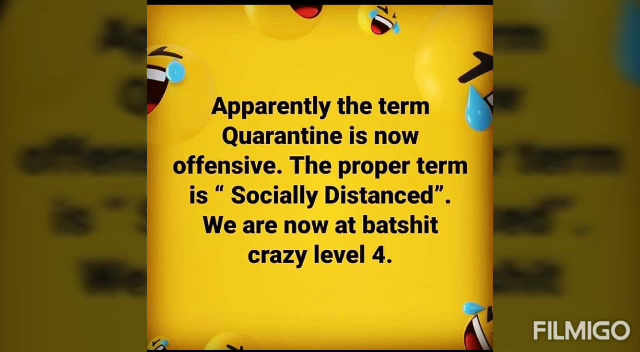 Apparently the term
Quarantine is now
offensive. The proper term
is “ Socially Distanced”.
We are now at batshit
crazy level 4.
FILMIGO